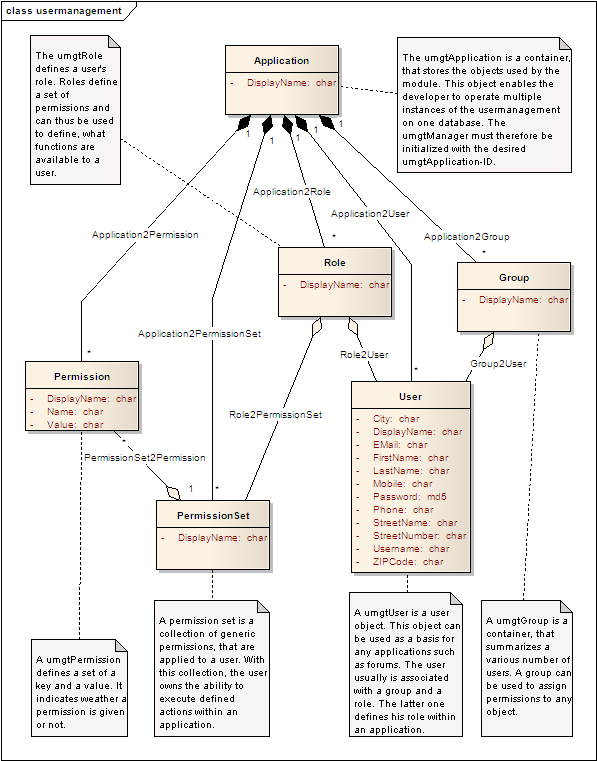 class usermanagement
The umgtRole
defines a user's
role. Roles define
a set of
permissions and
can thus be used
to define, what
functions are
available to a
user.
Application
- DisplayName: char
The umgtApplication is a container,
that stores the objects used by the
module. This object enables the
developer to operate multiple
instances of the usermanagement
on one database. The
umgtManager must therefore be
initialized with the desired
umgtApplication-ID.
1
1
1
1
1
Application2Role
Application2User
Application2Permission
Application2Group
*
*
Role
- DisplayName: char
Group
- DisplayName: char
Application2PermissionSet
Role2User
Group2User
*
*
Permission
- DisplayName: char
- Name: char
- Value: char
User
- City: char
- DisplayName: char
- EMail: char
- FirstName: char
- LastName: char
- Mobile: char
- Password: md5
- Phone: char
- StreetName: char
- StreetNumber: char
- Username: char
- ZIPCode: char
Role2PermissionSet
*
PermissionSet2Permission
1
*
PermissionSet
- DisplayName: char
A umgtPermission
defines a set of a
key and a value. It
indicates weather a
permission is given
or not.
A permission set is a
collection of generic
permissions, that are
applied to a user. With
this collection, the user
owns the ability to
execute defined
actions within an
application.
A umgtUser is a user
object. This object can
be used as a basis for
any applications such
as forums. The user
usually is associated
with a group and a
role. The latter one
defines his role within
an application.
A umgtGroup is a
container, that
summarizes a
various number of
users. A group can
be used to assign
permissions to any
object.